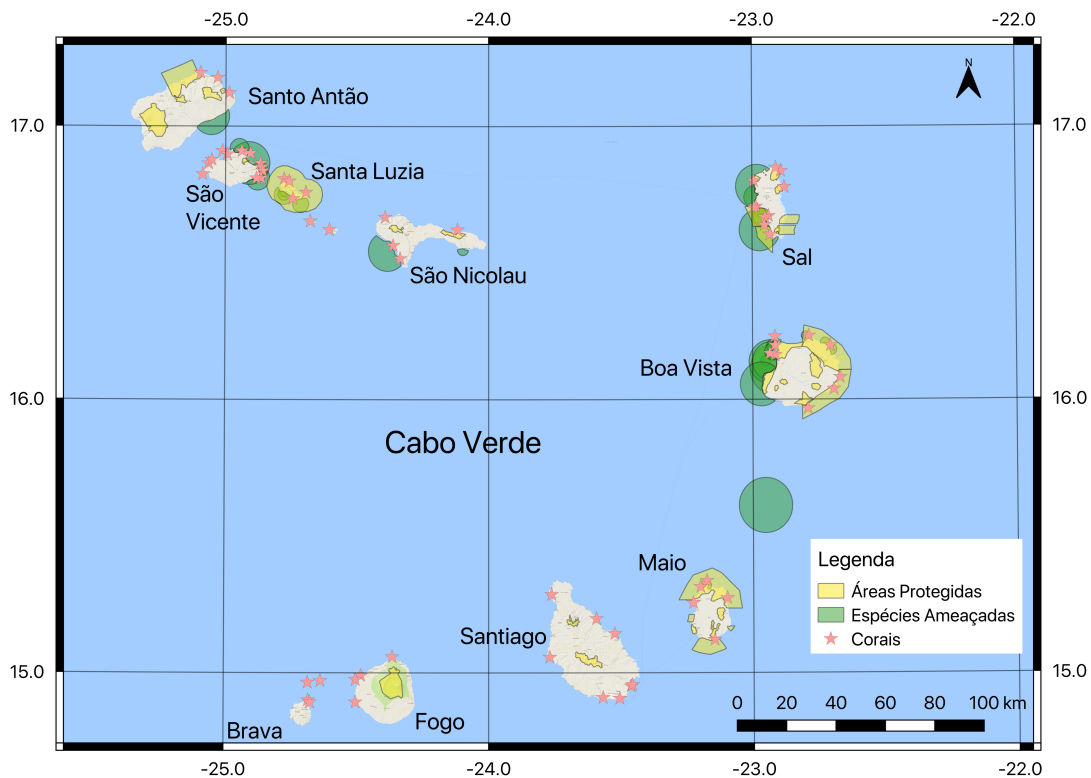 -25.0 -24.0 -23.0 -22.0
N
Santo Antão
17.0 17.0
Santa Luzia
São
Vicente
São Nicolau
Sal
Boa Vista
16.0 16.0
Cabo Verde
Legenda
Áreas Protegidas
Espécies Ameaçadas
Corais
Maio
Santiago
15.0 15.0
0 20 40 60 80 100 km
Fogo
Brava
-25.0 -24.0 -23.0 -22.0